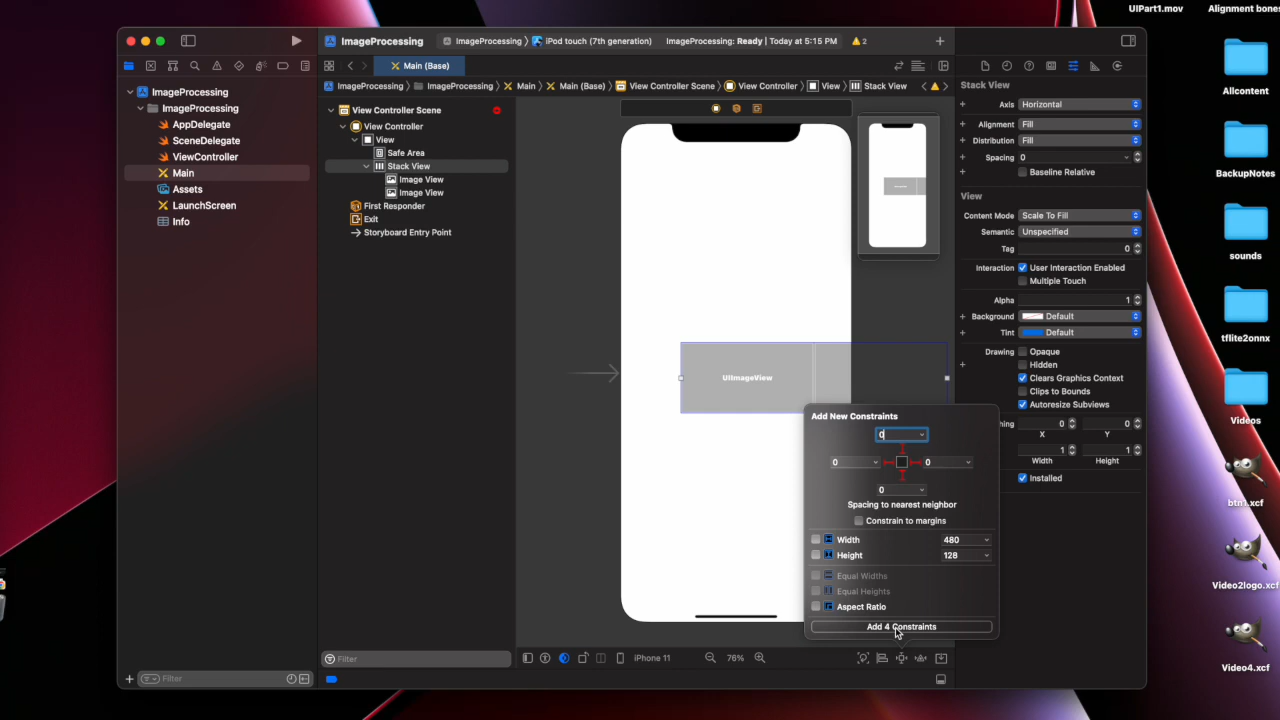 UIPart1.mov
Alignment bones
ImageProcessing
ImageProcessing
iPod touch (7th generation)
ImageProcessing: Ready | Today at 5:15 PM
2
Main (Base)
ImageProcessing
ImageProcessing
Main
Main (Base)
View Controller Scene
View Controller
View
Stack View
ImageProcessing
ImageProcessing
AppDelegate
SceneDelegate
ViewController
Main
Assets
LaunchScreen
Info
Filter
View Controller Scene
View Controller
View
Safe Area
Stack View
Image View
Image View
First Responder
Exit
Storyboard Entry Point
Filter
UIImageView
iPhone 11
76%
Add New Constraints
0
0
0
0
Spacing to nearest neighbor
Constrain to margins
Width
480
Height
128
Equal Widths
Equal Heights
Aspect Ratio
Add 4 Constraints
Stack View
Axis
Horizontal
Alignment
Fill
Distribution
Fill
Spacing
0
Baseline Relative
View
Content Mode
Scale To Fill
Semantic
Unspecified
Tag
0
Interaction
User Interaction Enabled
Multiple Touch
Alpha
1
Background
Default
Tint
Default
Drawing
Opaque
Hidden
Clears Graphics Context
Clips to Bounds
Autoresize Subviews
ching
0
0
X
Y
1
1
Width
Height
Installed
Allcontent
BackupNotes
sounds
tflite2onnx
Videos
btn1.xcf
Video2logo.xcf
Video4.xcf